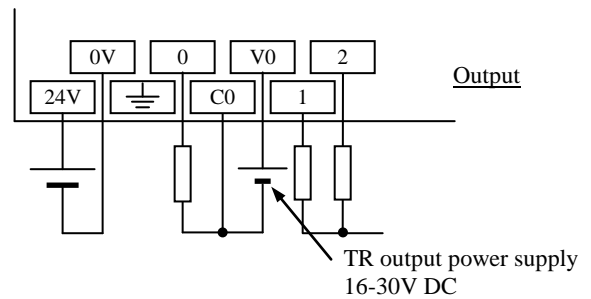 0V 0 V0 2
Output
24V C0 1
TR output power supply
16-30V DC